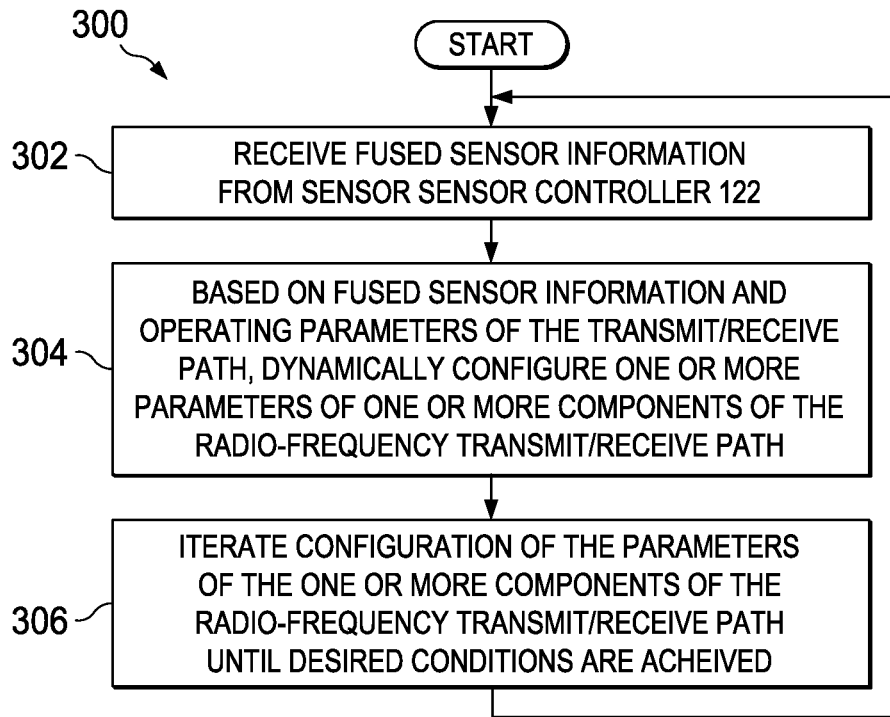 300
START
302
RECEIVE FUSED SENSOR INFORMATION
FROM SENSOR SENSOR CONTROLLER 122
304
BASED ON FUSED SENSOR INFORMATION AND
OPERATING PARAMETERS OF THE TRANSMIT/RECEIVE
PATH, DYNAMICALLY CONFIGURE ONE OR MORE
PARAMETERS OF ONE OR MORE COMPONENTS OF THE
RADIO-FREQUENCY TRANSMIT/RECEIVE PATH
306
ITERATE CONFIGURATION OF THE PARAMETERS
OF THE ONE OR MORE COMPONENTS OF THE
RADIO-FREQUENCY TRANSMIT/RECEIVE PATH
UNTIL DESIRED CONDITIONS ARE ACHEIVED